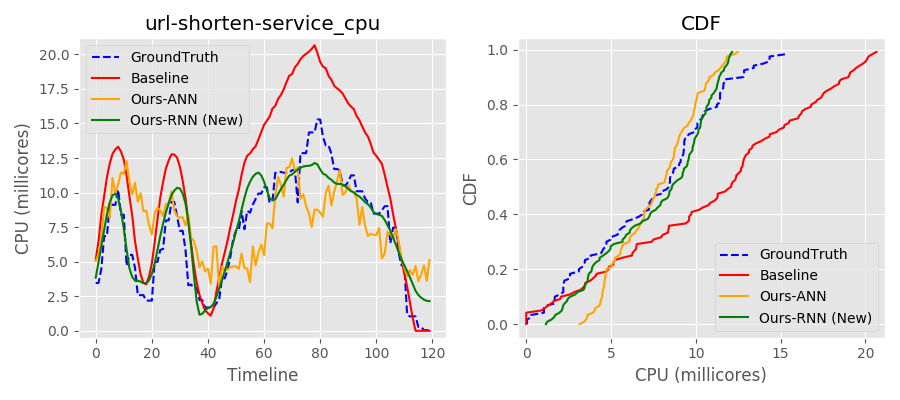 url-shorten-service_cpu
CPU (millicores)
20.0
17.5
15.0
12.5
10.0
7.5
5.0
2.5
0.0
GroundTruth
Baseline
Ours-ANN
Ours-RNN (New)
0 20 40 60 80 100 120
Timeline
CDF
CDF
1.0
0.8
0.6
0.4
0.2
0.0
GroundTruth
Baseline
Ours-ANN
Ours-RNN (New)
0 5 10 15 20
CPU (millicores)